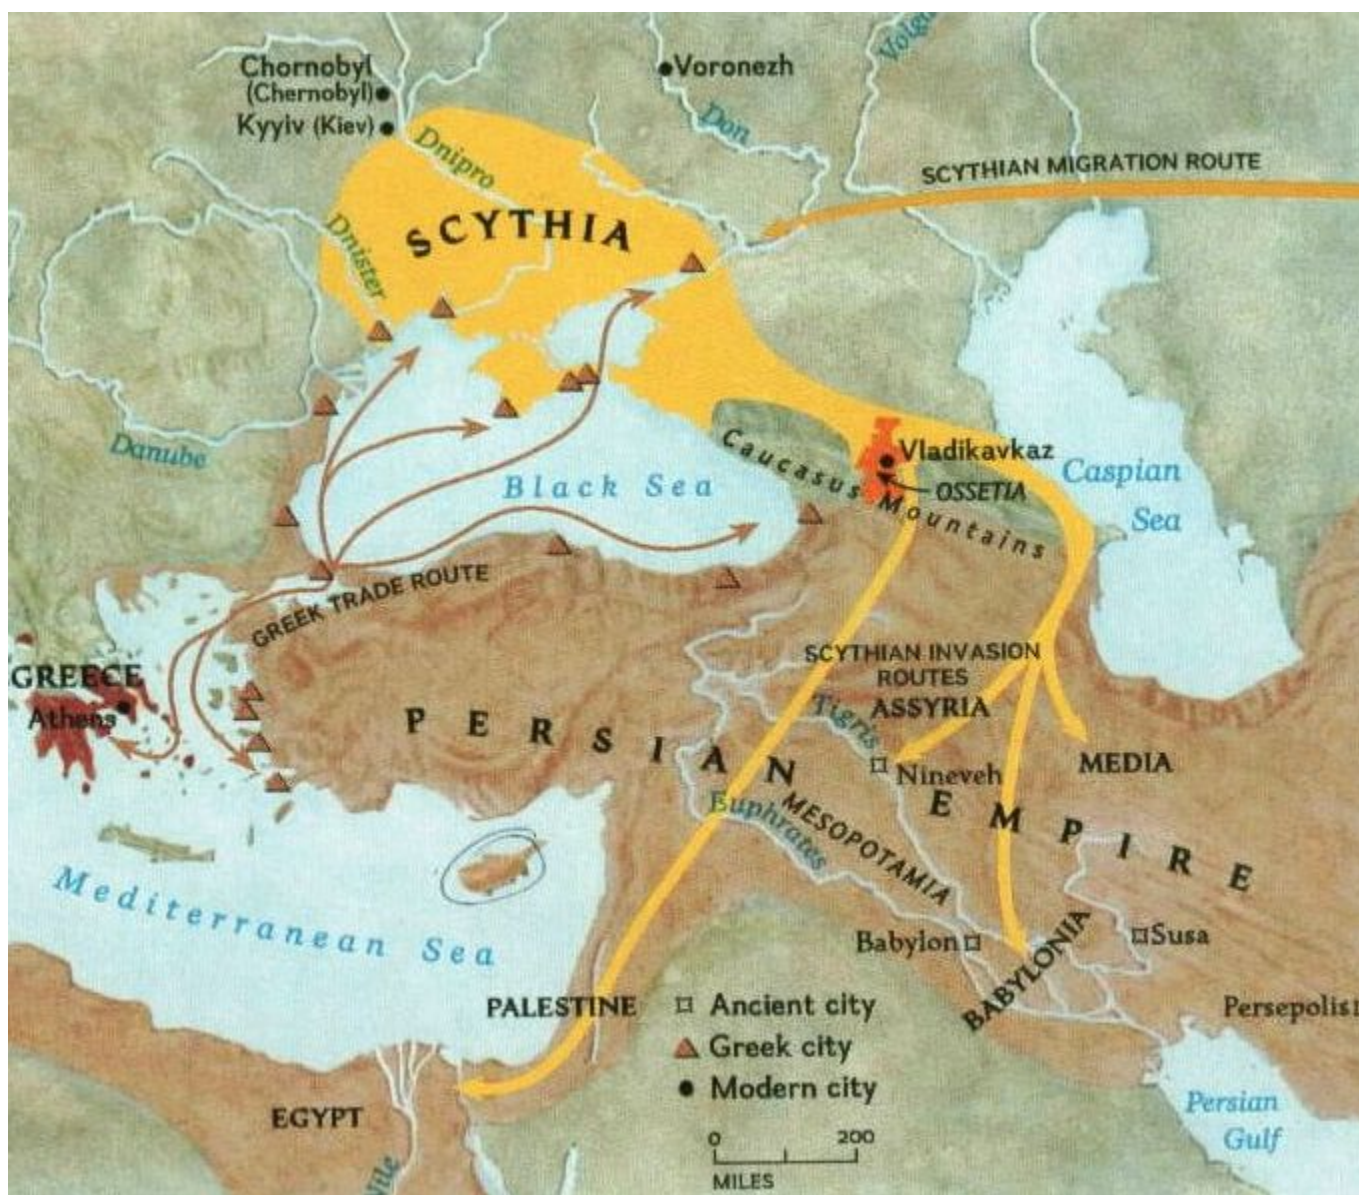 Chornobyl
(Chernobyl)
Kyyiv (Kiev)
Voronezh
Volga
Don
Dnipro
SCYTHIAN MIGRATION ROUTE
SCYTHIA
Dnister
Danube
Black Sea
Caucasus Mountains
Vladikavkaz
OSSETIA
Caspian
Sea
GREEK TRADE ROUTE
GREECE
Athens
SCYTHIAN INVASION
ROUTES
ASSYRIA
Tigris
PERSIAN EMPIRE
Nineveh
MEDIA
Euphrates
MESOPOTAMIA
Mediterranean Sea
Babylon
BABYLONIA
Susa
Persepolis
PALESTINE
Ancient city
Greek city
Modern city
EGYPT
Nile
0 200
MILES
Persian
Gulf